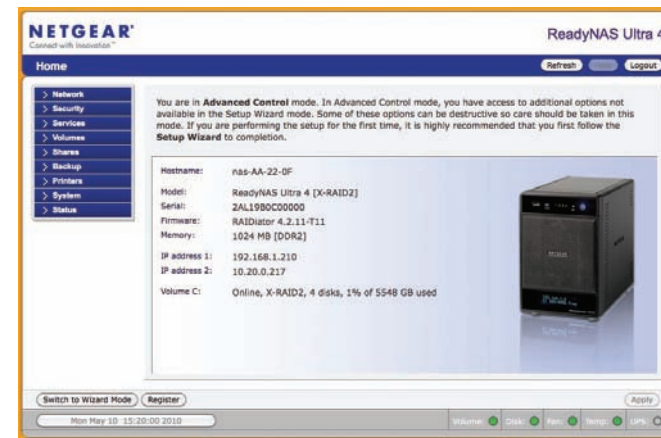 NETGEAR®
Connect with Innovation™
ReadyNAS Ultra 4
Home
Refresh
Logout
> Network
> Security
> Services
> Volumes
> Shares
> Backup
> Printers
> System
> Status
You are in Advanced Control mode. In Advanced Control mode, you have access to additional options not
available in the Setup Wizard mode. Some of these options can be destructive so care should be taken in this
mode. If you are performing the setup for the first time, it is highly recommended that you first follow the
Setup Wizard to completion.
Hostname: nas-AA-22-0F
Model: ReadyNAS Ultra 4 [X-RAID2]
Serial: 2AL19B0C00000
Firmware: RAIDiator 4.2.11-T11
Memory: 1024 MB [DDR2]
IP address 1: 192.168.1.210
IP address 2: 10.20.0.217
Volume C: Online, X-RAID2, 4 disks, 1% of 5548 GB used
Switch to Wizard Mode
Register
Apply
Mon May 10 15:20:00 2010
Volume: Disk: Fan: Temp: UPS: